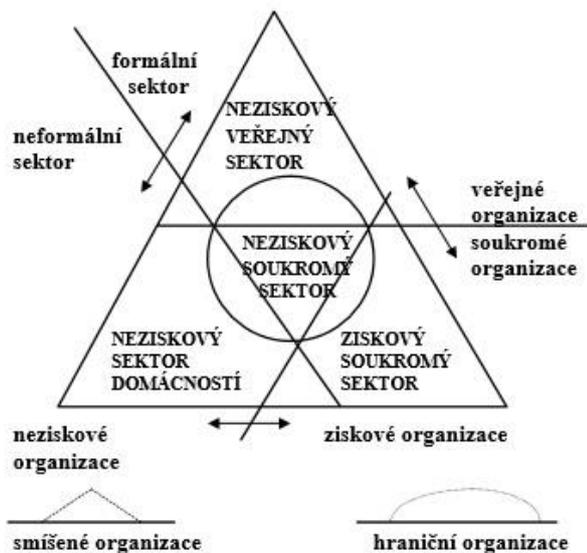 formální
sektor
neformální
sektor
NEZISKOVÝ
VEŘEJNÝ
SEKTOR
veřejné
organizace
soukromé
organizace
NEZISKOVÝ
SOUKROMÝ
SEKTOR
NEZISKOVÝ
SEKTOR
DOMÁCNOSTÍ
ZISKOVÝ
SOUKROMÝ
SEKTOR
neziskové
organizace
ziskové organizace
smíšené organizace
hraniční organizace